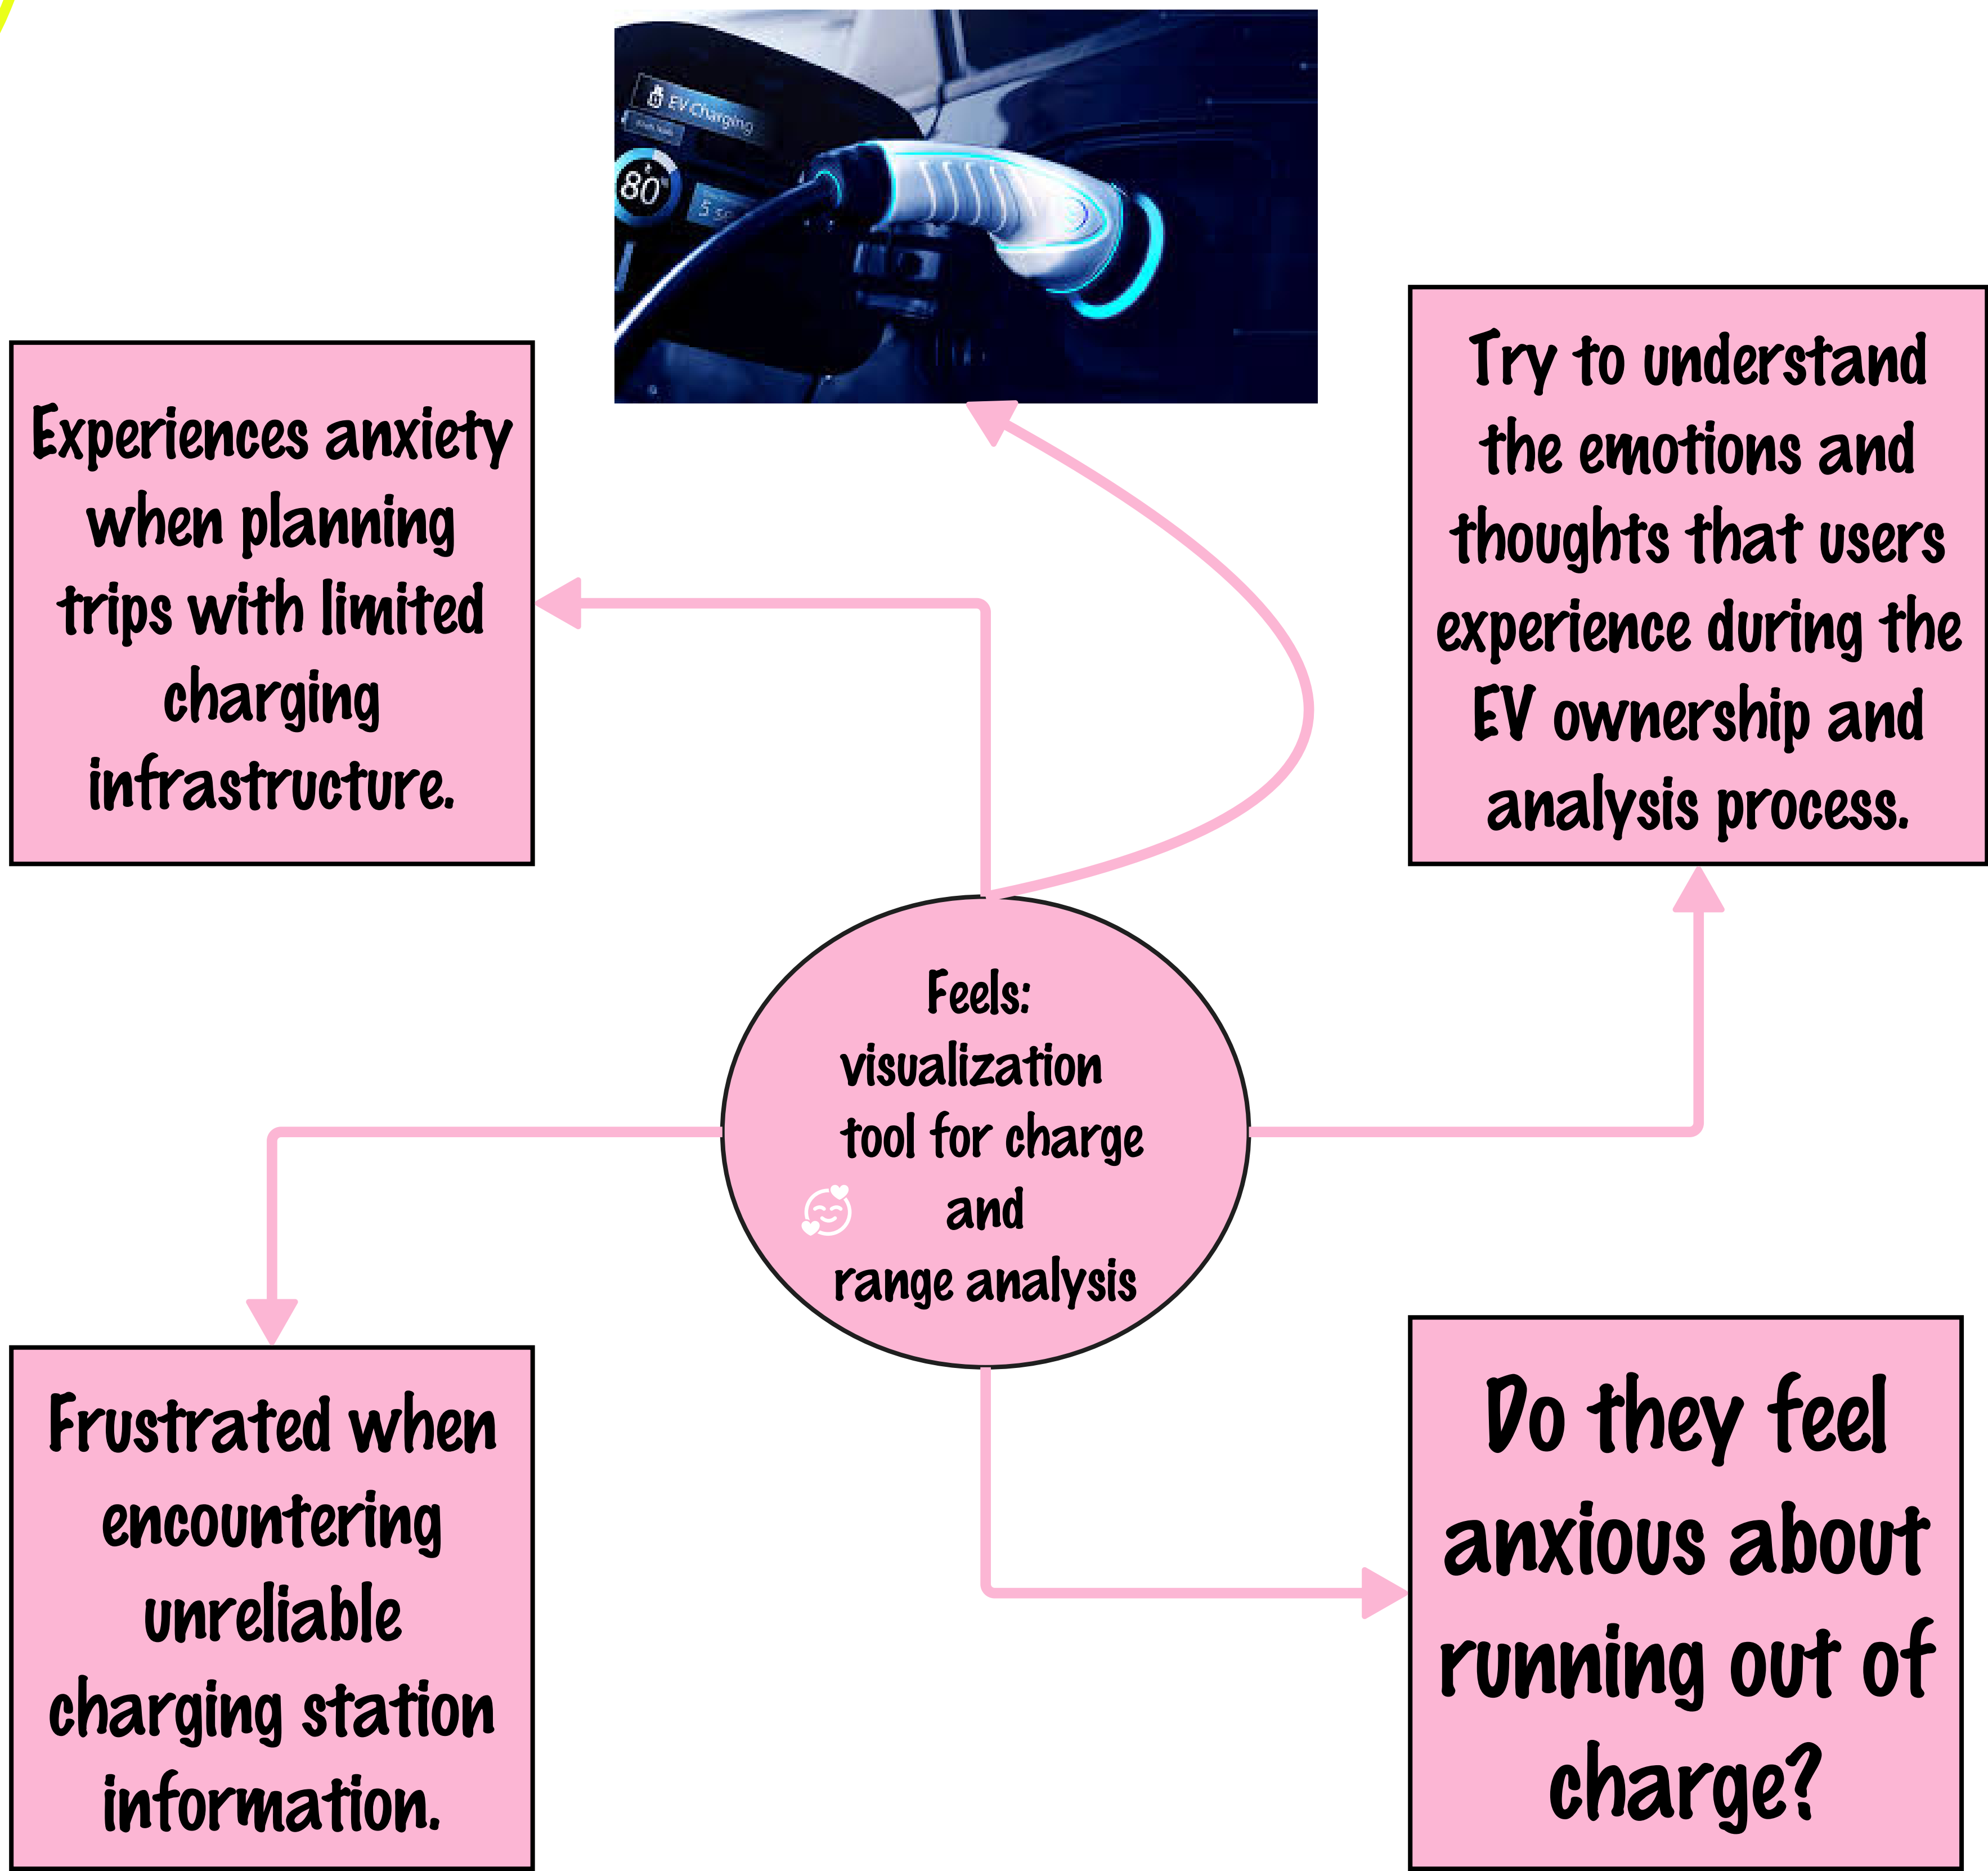 EV Charging
80%
Experiences anxiety
when planning
trips with limited
charging
infrastructure.
Try to understand
the emotions and
thoughts that users
experience during the
EV ownership and
analysis process.
Feels:
visualization
tool for charge
and
range analysis
Frustrated when
encountering
unreliable
charging station
information.
Do they feel
anxious about
running out of
charge?